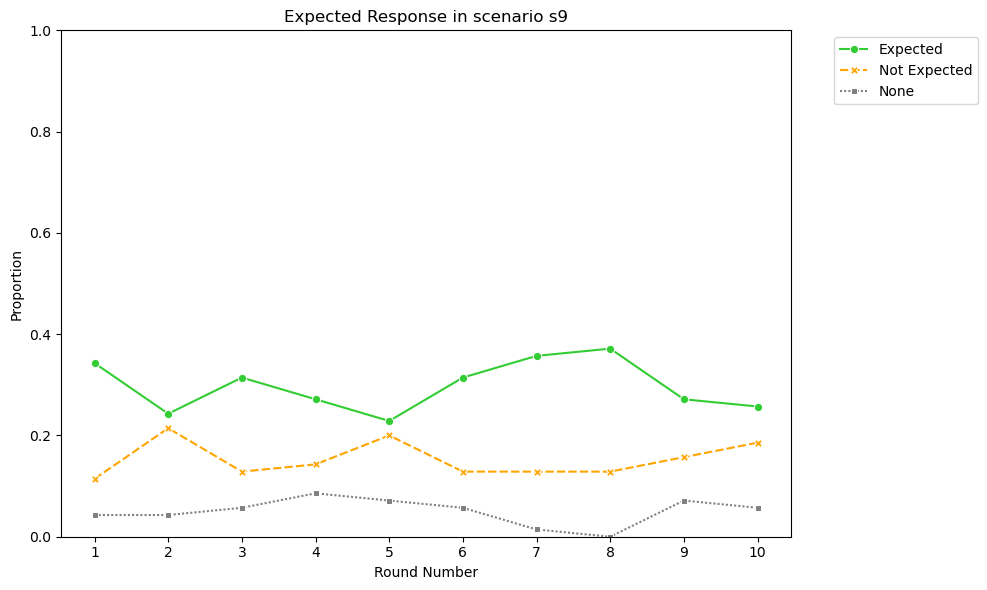 Expected Response in scenario s9
Expected
Not Expected
None
1.0
0.8
0.6
0.4
0.2
0.0
Proportion
1 2 3 4 5 6 7 8 9 10
Round Number